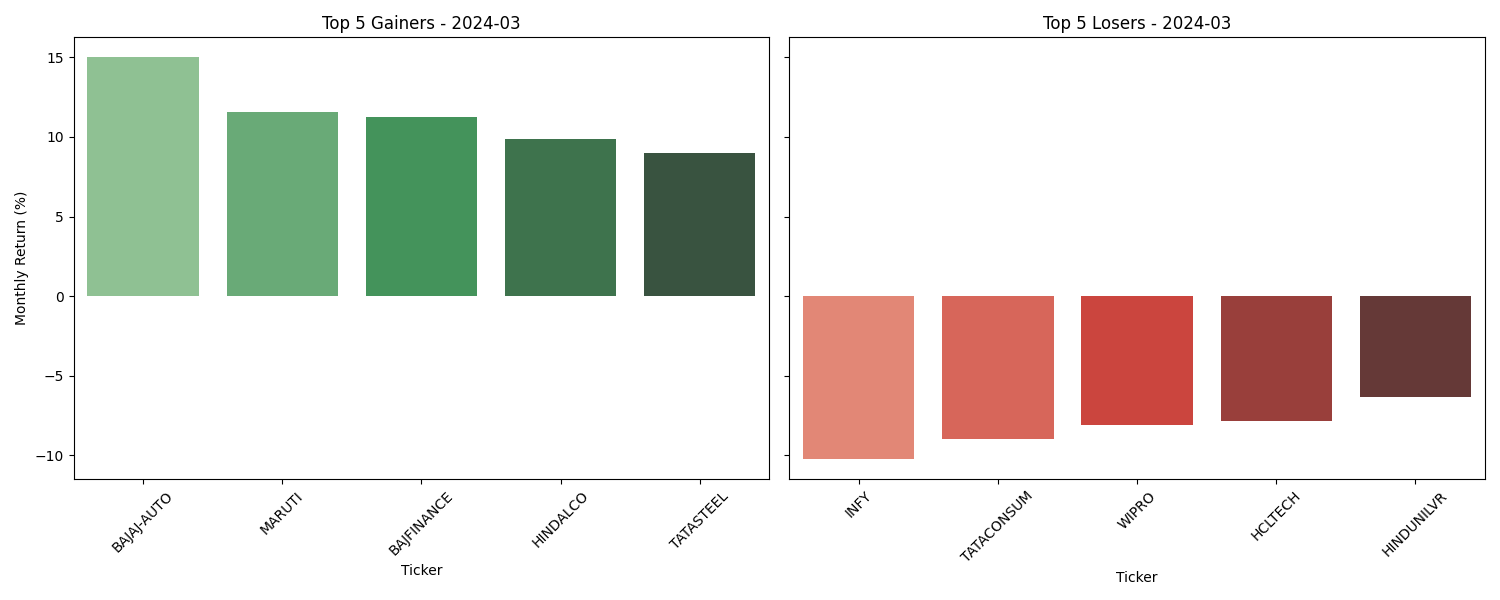 Top 5 Gainers - 2024-03
Monthly Return (%)
15
10
5
0
−5
−10
BAJAJ-AUTO
MARUTI
BAJFINANCE
HINDALCO
TATASTEEL
Ticker
Top 5 Losers - 2024-03
INFY
TATACONSUM
WIPRO
HCLTECH
HINDUNILVR
Ticker